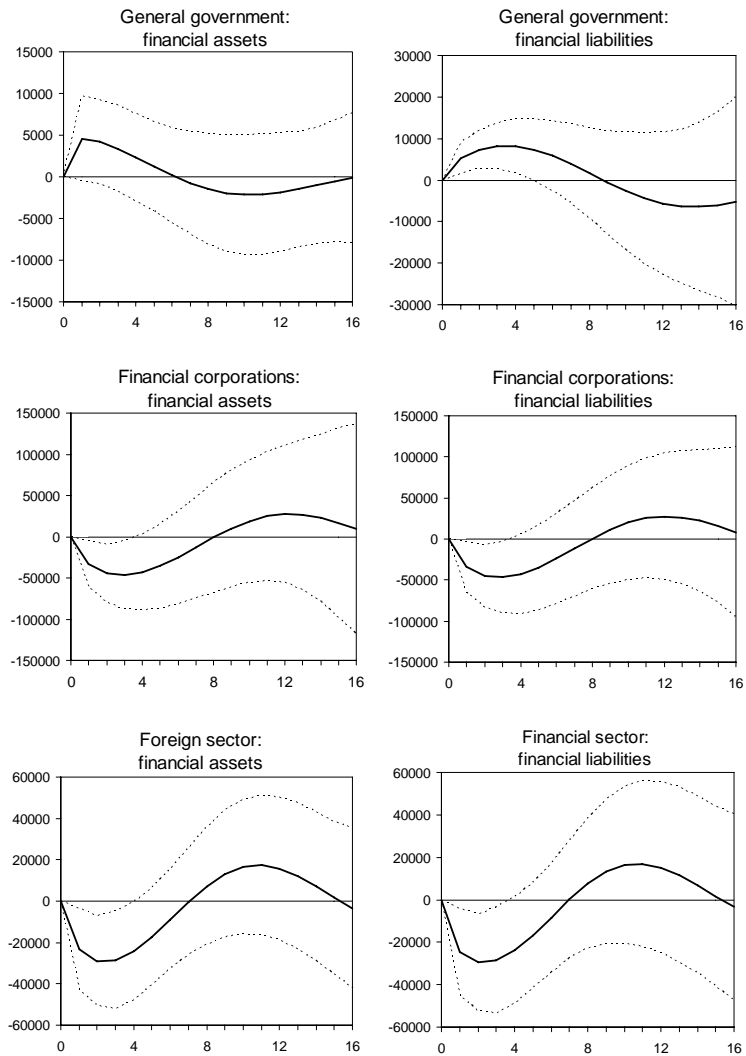 General government:
financial assets
15000
10000
5000
0
-5000
-10000
-15000
0 4 8 12 16
General government:
financial liabilities
30000
20000
10000
0
-10000
-20000
-30000
0 4 8 12 16
Financial corporations:
financial assets
150000
100000
50000
0
-50000
-100000
-150000
0 4 8 12 16
Financial corporations:
financial liabilities
150000
100000
50000
0
-50000
-100000
-150000
0 4 8 12 16
Foreign sector:
financial assets
60000
40000
20000
0
-20000
-40000
-60000
0 4 8 12 16
Financial sector:
financial liabilities
60000
40000
20000
0
-20000
-40000
-60000
0 4 8 12 16